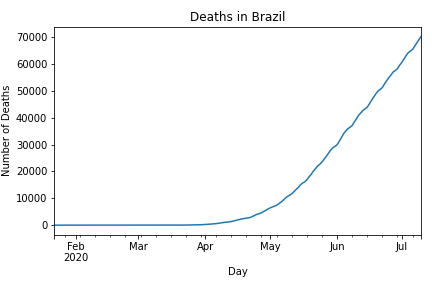 Deaths in Brazil
Number of Deaths
70000
60000
50000
40000
30000
20000
10000
0
Feb
2020
Mar
Apr
May
Jun
Jul
Day